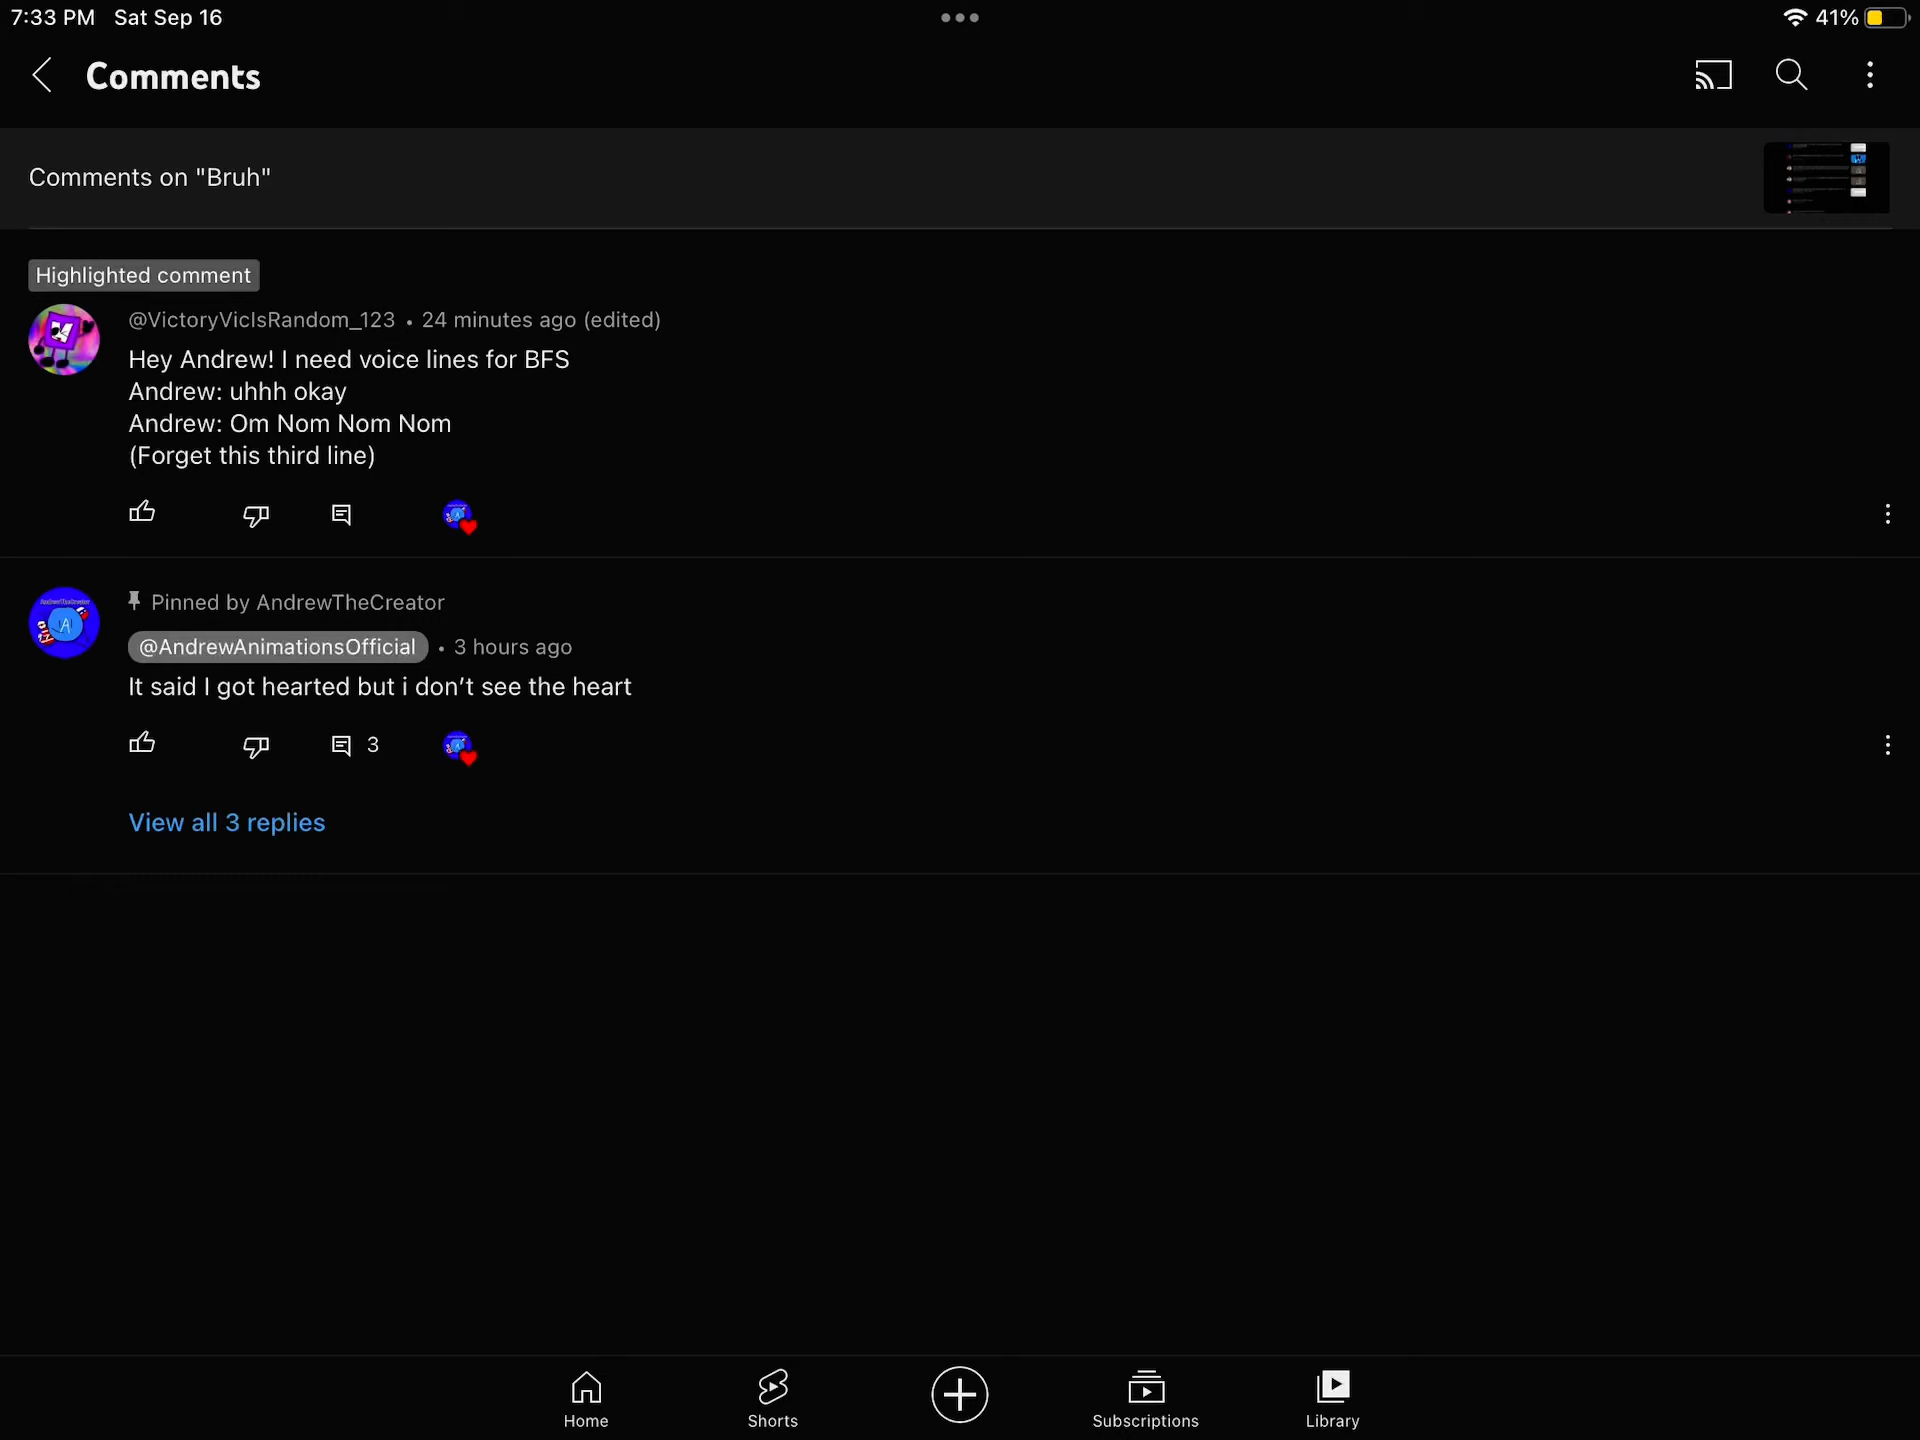 7:33 PM Sat Sep 16 41%
Comments
Comments on "Bruh"
Highlighted comment
@VictoryVicIsRandom_123 • 24 minutes ago (edited)
Hey Andrew! I need voice lines for BFS
Andrew: uhhh okay
Andrew: Om Nom Nom Nom
(Forget this third line)
Pinned by AndrewTheCreator
@AndrewAnimationsOfficial • 3 hours ago
It said I got hearted but i don’t see the heart
3
View all 3 replies
Home Shorts Subscriptions Library